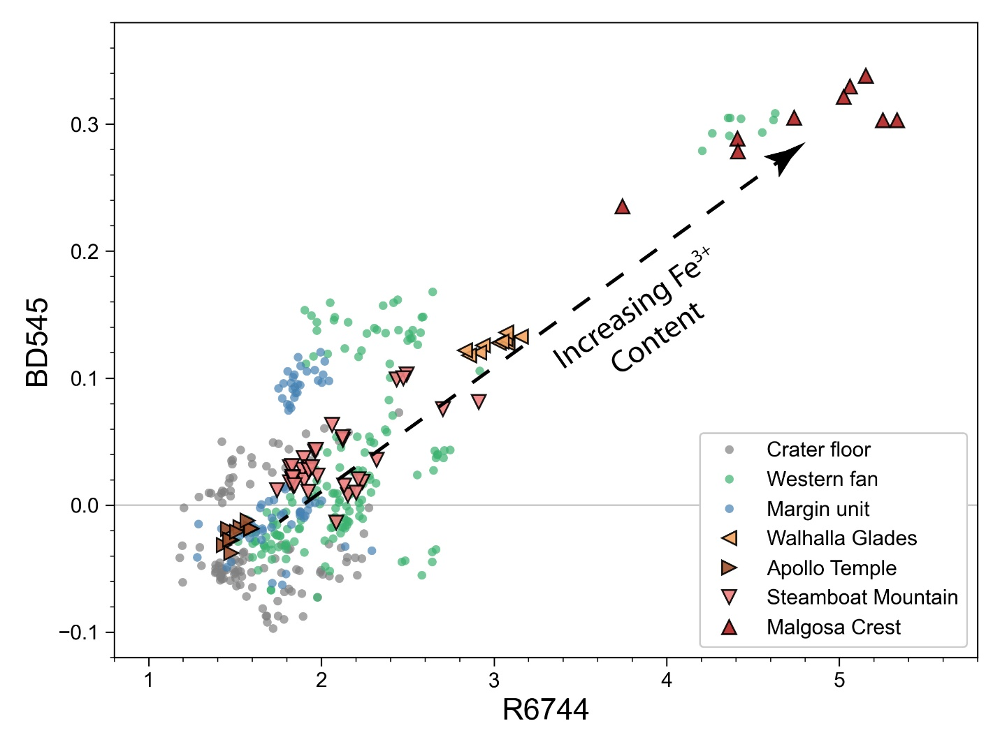 0.3
0.2
0.1
0.0
−0.1
BD545
1
2
3
4
5
R6744
Increasing Fe³⁺
Content
Crater floor
Western fan
Margin unit
Walhalla Glades
Apollo Temple
Steamboat Mountain
Malgosa Crest